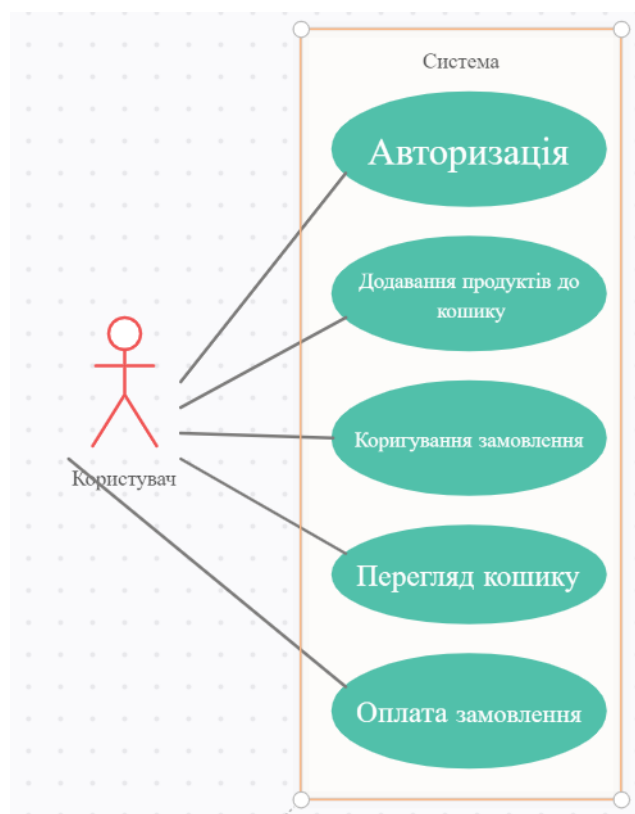 Система
Авторизація
Додавання продуктів до
кошику
Коригування замовлення
Користувач
Перегляд кошику
Оплата замовлення